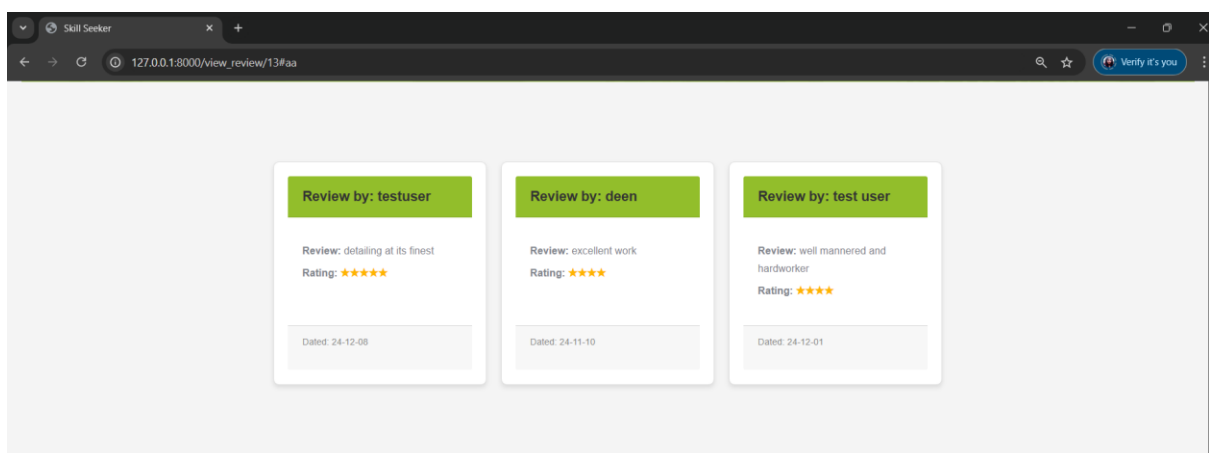 Skill Seeker
127.0.0.1:8000/view_review/13#aa
Verify it's you
Review by: testuser
Review: detailing at its finest
Rating: ★★★★★
Dated: 24-12-08
Review by: deen
Review: excellent work
Rating: ★★★★
Dated: 24-11-10
Review by: test user
Review: well mannered and
hardworker
Rating: ★★★★
Dated: 24-12-01